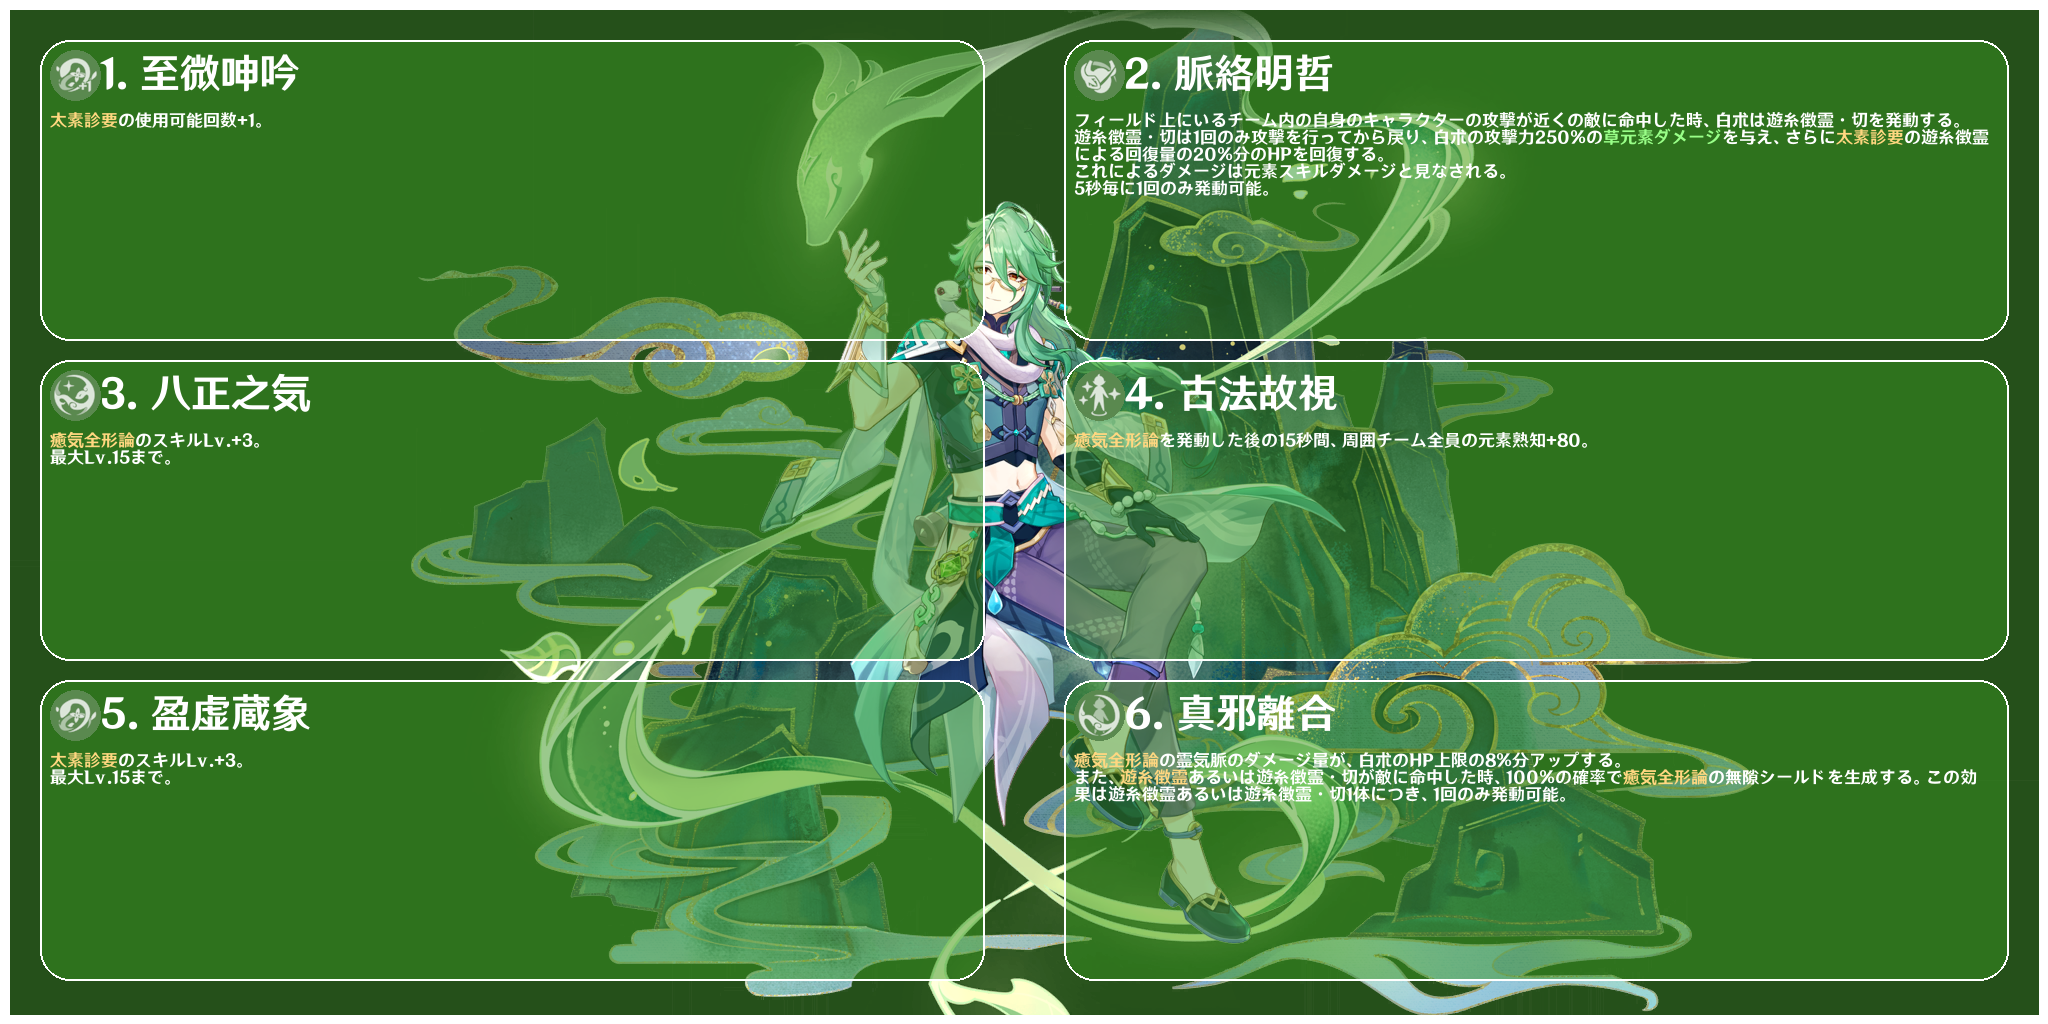 1. 至微呻吟
太素診要の使用可能回数+1。
2. 脈絡明哲
フィールド上にいるチーム内の自身のキャラクターの攻撃が近くの敵に命中した時、白朮は遊糸徴霊・切を発動する。
遊糸徴霊・切は1回のみ攻撃を行ってから戻り、白朮の攻撃力250%の草元素ダメージを与え、さらに太素診要の遊糸徴霊
による回復量の20%分のHPを回復する。
これによるダメージは元素スキルダメージと見なされる。
5秒毎に1回のみ発動可能。
3. 八正之気
癒気全形論のスキルLv.+3。
最大Lv.15まで。
4. 古法故視
癒気全形論を発動した後の15秒間、周囲チーム全員の元素熟知+80。
5. 盈虚蔵象
太素診要のスキルLv.+3。
最大Lv.15まで。
6. 真邪離合
癒気全形論の霊気脈のダメージ量が、白朮のHP上限の8%分アップする。
また、遊糸徴霊あるいは遊糸徴霊・切が敵に命中した時、100%の確率で癒気全形論の無隙シールドを生成する。この効
果は遊糸徴霊あるいは遊糸徴霊・切1体につき、1回のみ発動可能。